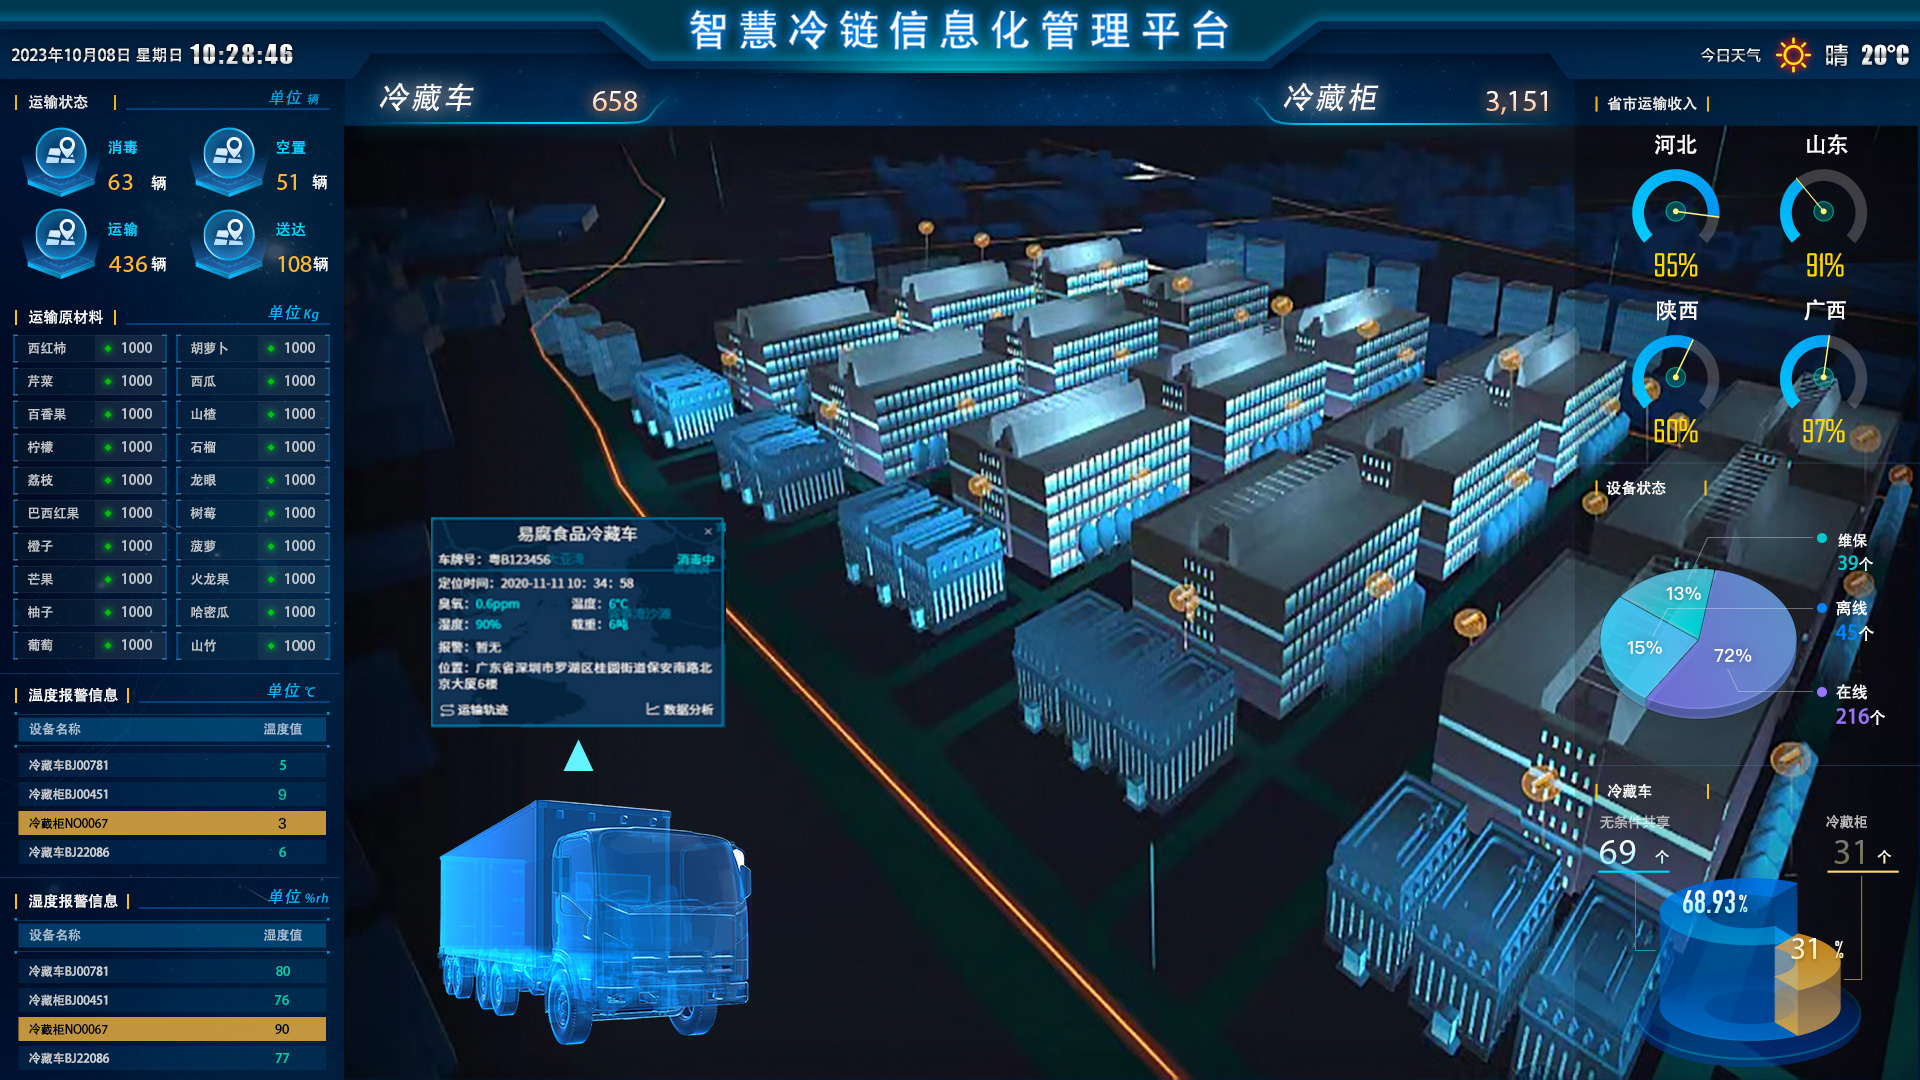 智慧冷链信息化管理平台
2023年10月08日 星期日 10:28:46
今日天气 晴 20°C
冷藏车 658
冷藏柜 3,151
运输状态 单位 辆
消毒
63 辆
空置
51 辆
运输
436 辆
送达
108 辆
运输原材料 单位 Kg
西红柿 1000 胡萝卜 1000
芹菜 1000 西瓜 1000
百香果 1000 山楂 1000
柠檬 1000 石榴 1000
荔枝 1000 龙眼 1000
巴西红果 1000 树莓 1000
橙子 1000 菠萝 1000
芒果 1000 火龙果 1000
柚子 1000 哈密瓜 1000
葡萄 1000 山竹 1000
温度报警信息 单位 ℃
设备名称 温度值
冷藏车BJ00781 5
冷藏柜BJ00451 9
冷藏柜NO0067 3
冷藏车BJ22086 6
湿度报警信息 单位 %rh
设备名称 湿度值
冷藏车BJ00781 80
冷藏柜BJ00451 76
冷藏柜NO0067 90
冷藏车BJ22086 77
易腐食品冷藏车 ×
车牌号：粤B123456 消毒中
定位时间：2020-11-11 10：34：58
臭氧：0.6ppm 温度：6℃
湿度：90% 载重：6吨
报警：暂无
位置：广东省深圳市罗湖区桂圆街道保安南路北
京大厦6楼
运输轨迹 数据分析
省市运输收入
河北
95%
山东
91%
陕西
60%
广西
97%
设备状态
维保
39个
离线
45个
在线
216个
13%
15%
72%
冷藏车
无条件共享
69 个
冷藏柜
31 个
68.93%
31 %